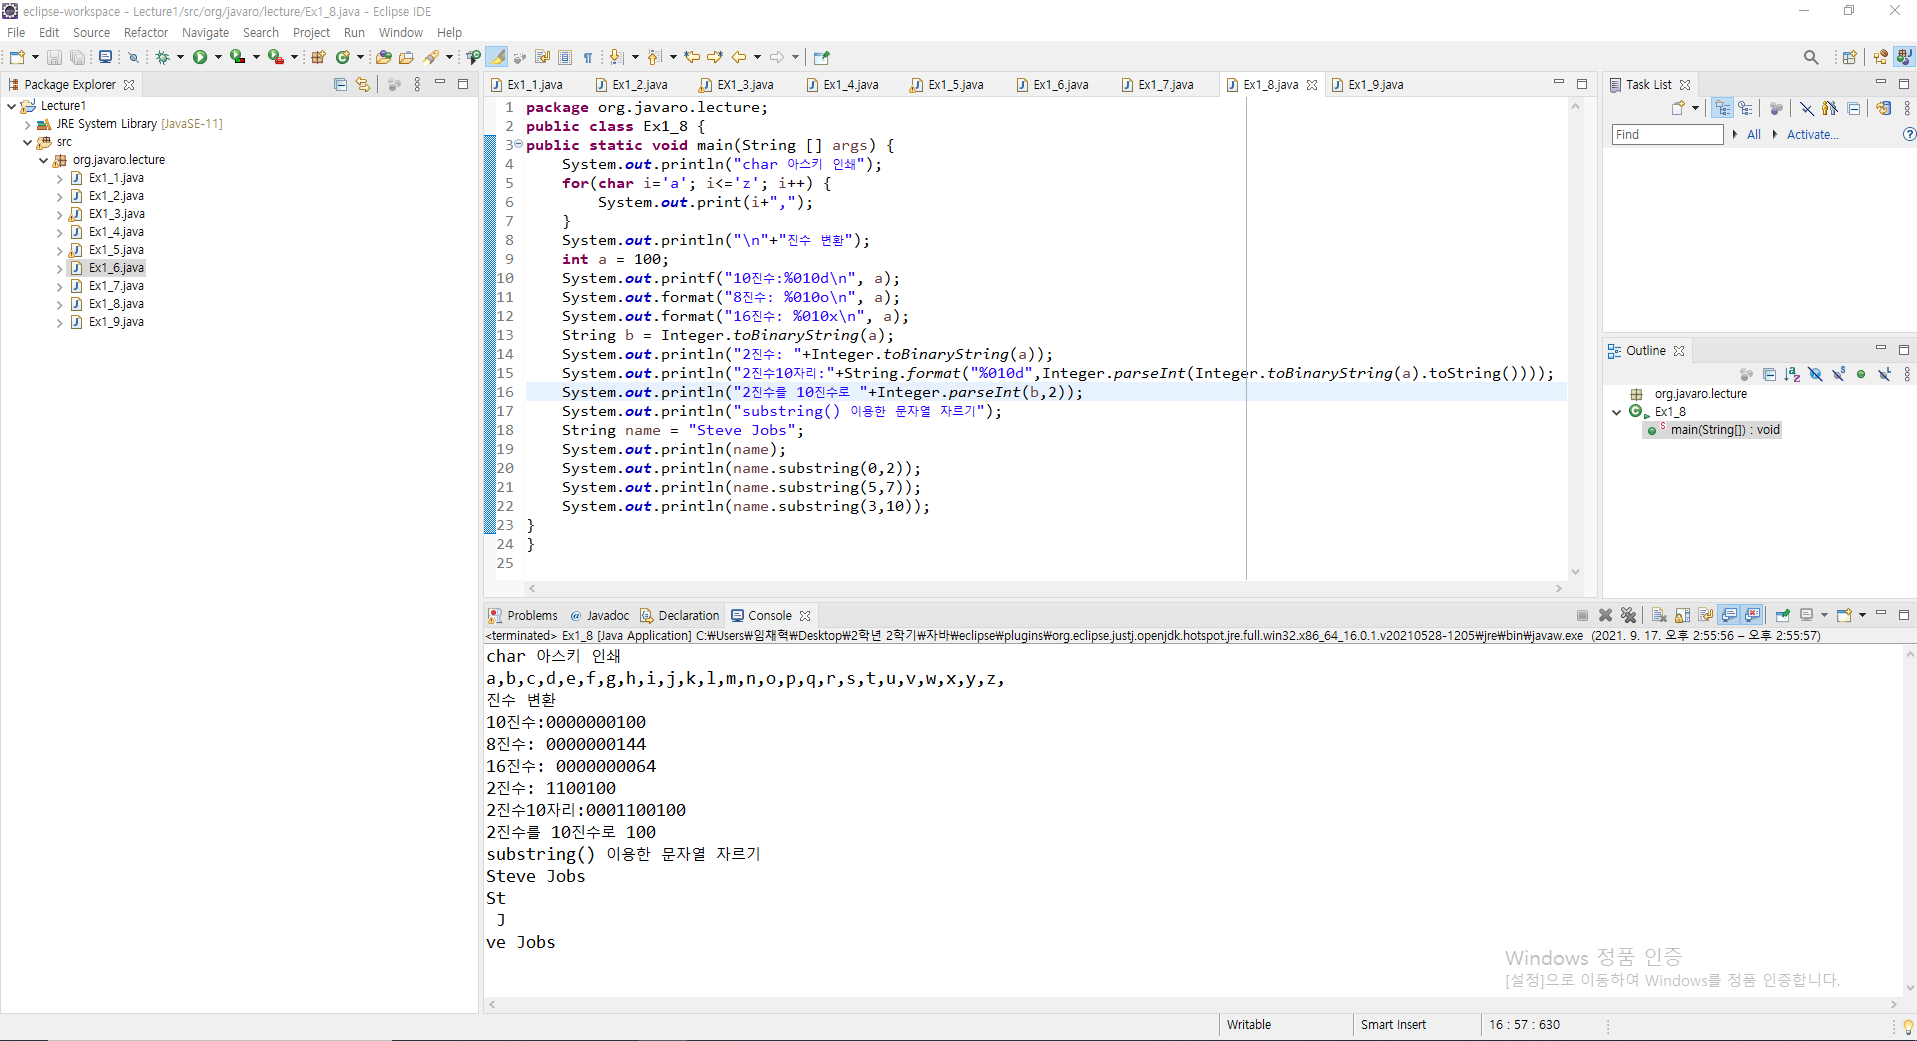 eclipse-workspace - Lecture1/src/org/javaro/lecture/Ex1_8.java - Eclipse IDE
File Edit Source Refactor Navigate Search Project Run Window Help
Package Explorer
Lecture1
JRE System Library [JavaSE-11]
src
org.javaro.lecture
Ex1_1.java
Ex1_2.java
EX1_3.java
Ex1_4.java
Ex1_5.java
Ex1_6.java
Ex1_7.java
Ex1_8.java
Ex1_9.java
Ex1_1.java Ex1_2.java EX1_3.java Ex1_4.java Ex1_5.java Ex1_6.java Ex1_7.java Ex1_8.java Ex1_9.java
1 package org.javaro.lecture;
2 public class Ex1_8 {
3 public static void main(String [] args) {
4 System.out.println("char 아스키 인쇄");
5 for(char i='a'; i<='z'; i++) {
6 System.out.print(i+",");
7 }
8 System.out.println("\n"+"진수 변환");
9 int a = 100;
10 System.out.printf("10진수:%010d\n", a);
11 System.out.format("8진수: %010o\n", a);
12 System.out.format("16진수: %010x\n", a);
13 String b = Integer.toBinaryString(a);
14 System.out.println("2진수: "+Integer.toBinaryString(a));
15 System.out.println("2진수10자리:"+String.format("%010d",Integer.parseInt(Integer.toBinaryString(a).toString())));
16 System.out.println("2진수를 10진수로 "+Integer.parseInt(b,2));
17 System.out.println("substring() 이용한 문자열 자르기");
18 String name = "Steve Jobs";
19 System.out.println(name);
20 System.out.println(name.substring(0,2));
21 System.out.println(name.substring(5,7));
22 System.out.println(name.substring(3,10));
23 }
24 }
25
Task List
Find All Activate...
Outline
org.javaro.lecture
Ex1_8
main(String[]) : void
Problems @ Javadoc Declaration Console
<terminated> Ex1_8 [Java Application] C:₩Users₩임채혁₩Desktop₩2학년 2학기₩자바₩eclipse₩plugins₩org.eclipse.justj.openjdk.hotspot.jre.full.win32.x86_64_16.0.1.v20210528-1205₩jre₩bin₩javaw.exe (2021. 9. 17. 오후 2:55:56 – 오후 2:55:57)
char 아스키 인쇄
a,b,c,d,e,f,g,h,i,j,k,l,m,n,o,p,q,r,s,t,u,v,w,x,y,z,
진수 변환
10진수:0000000100
8진수: 0000000144
16진수: 0000000064
2진수: 1100100
2진수10자리:0001100100
2진수를 10진수로 100
substring() 이용한 문자열 자르기
Steve Jobs
St
J
ve Jobs
Windows 정품 인증
[설정]으로 이동하여 Windows를 정품 인증합니다.
Writable Smart Insert 16 : 57 : 630